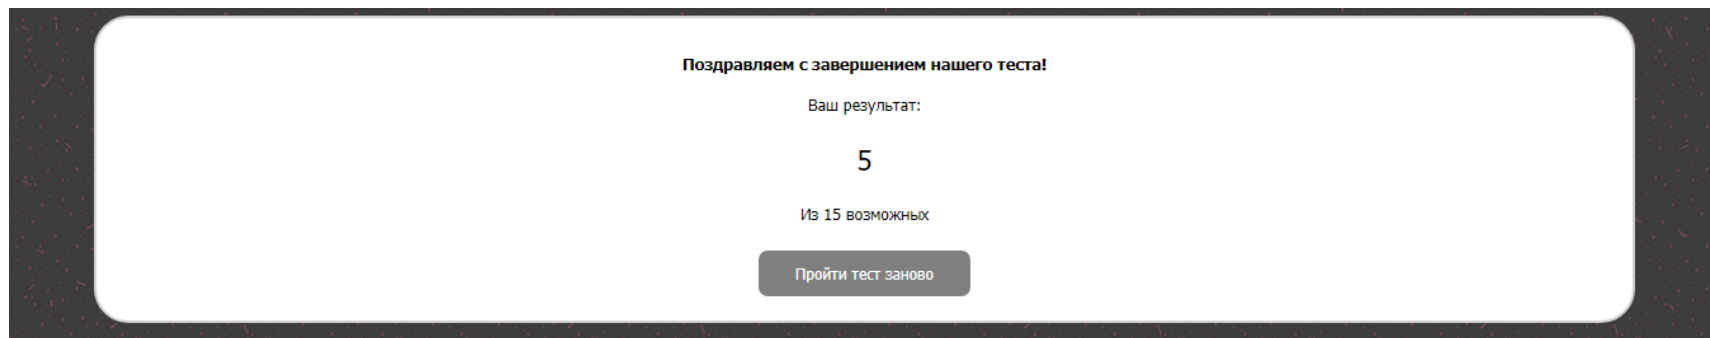 Поздравляем с завершением нашего теста!
Ваш результат:
5
Из 15 возможных
Пройти тест заново